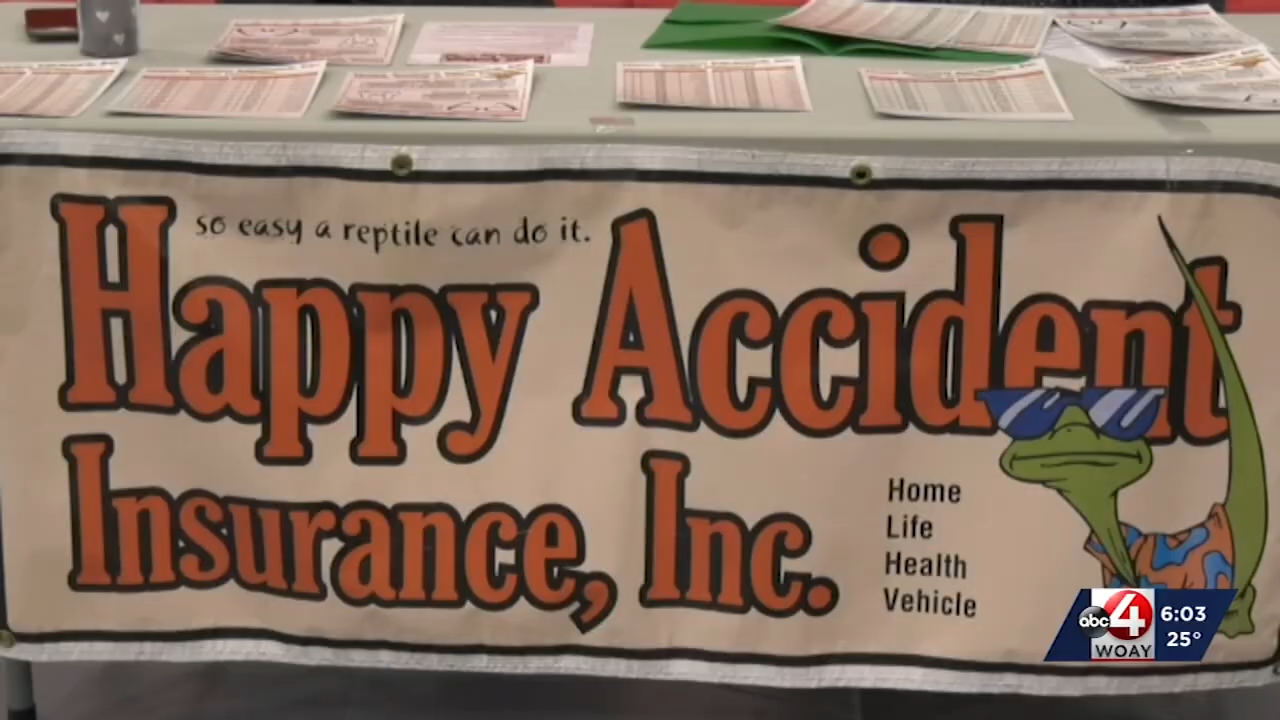 so easy a reptile can do it.
Happy Accident
Insurance, Inc.
Home
Life
Health
Vehicle
abc 4 6:03
WOAY 25°